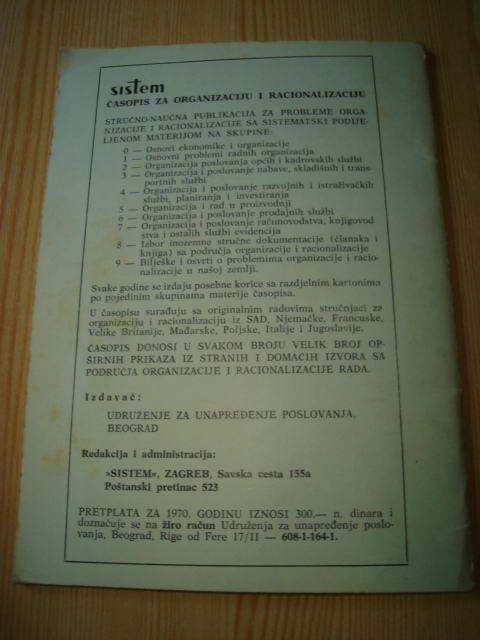 sistem
ČASOPIS ZA ORGANIZACIJU I RACIONALIZACIJU
STRUČNO-NAUČNA PUBLIKACIJA ZA PROBLEME ORGA-
NIZACIJE I RACIONALIZACIJE SA SISTEMATSKI PODIJE-
LJENOM MATERIJOM NA SKUPINE:
0 — Osnovi ekonomike i organizacije
1 — Osnovni problemi radnih organizacija
2 — Organizacija poslovanja općih i kadrovskih službi
3 — Organizacija i poslovanje nabave, skladišnih i trans-
portnih službi
4 — Organizacija i poslovanje razvojnih i istraživačkih
službi, planiranja i investiranja
5 — Organizacija i rad u proizvodnji
6 — Organizacija i poslovanje prodajnih službi
7 — Organizacija i poslovanje računovodstva, knjigovod-
stva i ostalih službi evidencija
8 — Izbor inozemne stručne dokumentacije (članaka i
knjiga) sa područja organizacije i racionalizacije
9 — Bilješke i osvrti o problemima organizacije i racio-
nalizacije u našoj zemlji.
Svake godine se izdaju posebne korice sa razdjelnim kartonima
po pojedinim skupinama materije časopisa.
U časopisu surađuju sa originalnim radovima stručnjaci za
organizaciju i racionalizaciju iz SAD, Njemačke, Francuske,
Velike Britanije, Mađarske, Poljske, Italije i Jugoslavije.
ČASOPIS DONOSI U SVAKOM BROJU VELIK BROJ OP-
ŠIRNIH PRIKAZA IZ STRANIH I DOMAĆIH IZVORA SA
PODRUČJA ORGANIZACIJE I RACIONALIZACIJE RADA.
Izdavač:
UDRUŽENJE ZA UNAPREĐENJE POSLOVANJA,
BEOGRAD
Redakcija i administracija:
»SISTEM«, ZAGREB, Savska cesta 155a
Poštanski pretinac 523
PRETPLATA ZA 1970. GODINU IZNOSI 300.— n. dinara i
doznačuje se na žiro račun Udruženja za unapređenje poslo-
vanja, Beograd, Rige od Fere 17/II — 608-1-164-1.